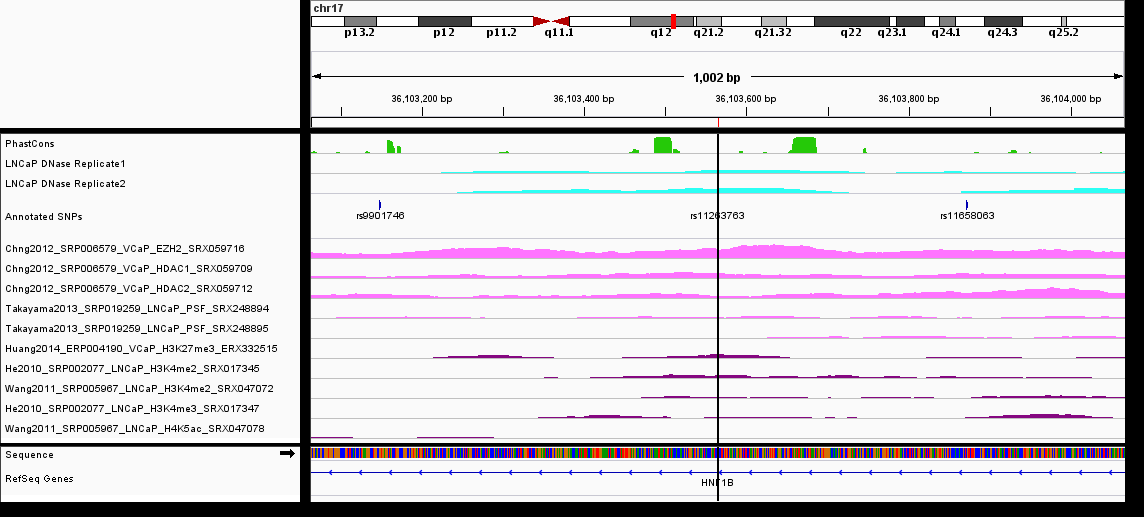 chr17
p13.2 p12 p11.2 q11.1 q12 q21.2 q21.32 q22 q23.1 q24.1 q24.3 q25.2
1,002 bp
36,103,200 bp 36,103,400 bp 36,103,600 bp 36,103,800 bp 36,104,000 bp
PhastCons
LNCaP DNase Replicate1
LNCaP DNase Replicate2
Annotated SNPs
rs9901746 rs11263763 rs11658063
Chng2012_SRP006579_VCaP_EZH2_SRX059716
Chng2012_SRP006579_VCaP_HDAC1_SRX059709
Chng2012_SRP006579_VCaP_HDAC2_SRX059712
Takayama2013_SRP019259_LNCaP_PSF_SRX248894
Takayama2013_SRP019259_LNCaP_PSF_SRX248895
Huang2014_ERP004190_VCaP_H3K27me3_ERX332515
He2010_SRP002077_LNCaP_H3K4me2_SRX017345
Wang2011_SRP005967_LNCaP_H3K4me2_SRX047072
He2010_SRP002077_LNCaP_H3K4me3_SRX017347
Wang2011_SRP005967_LNCaP_H4K5ac_SRX047078
Sequence
RefSeq Genes
HNF1B